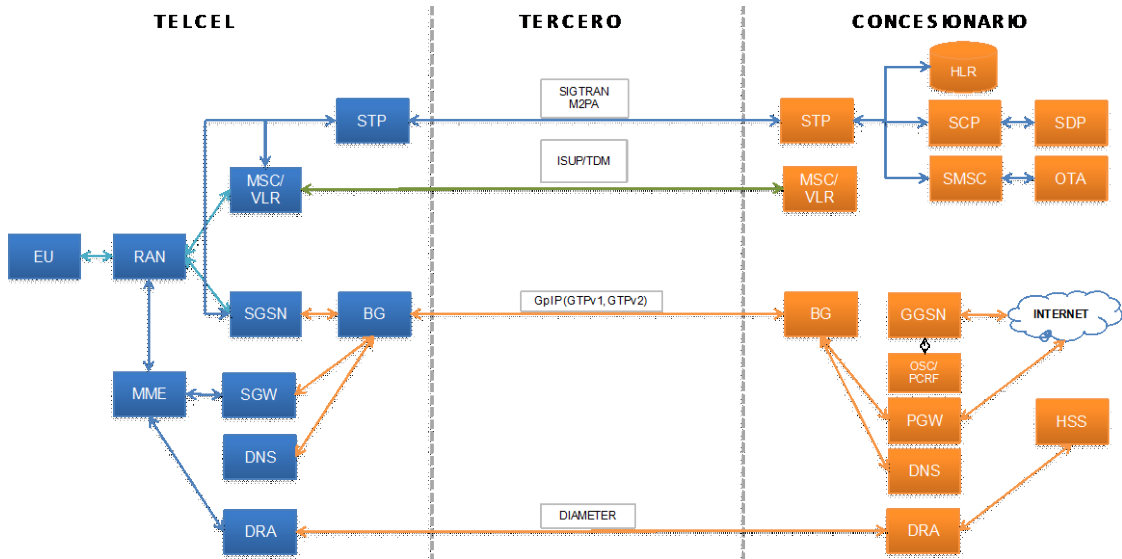 TELCEL
TERCERO
CONCESIONARIO
HLR
SIGTRAN
M2PA
STP
STP
SCP
SDP
ISUP/TDM
MSC/
VLR
MSC/
VLR
SMSC
OTA
EU
RAN
SGSN
BG
GpIP(GTPv1, GTPv2)
BG
GGSN
INTERNET
OSC/
PCRF
MME
SGW
PGW
HSS
DNS
DNS
DRA
DIAMETER
DRA